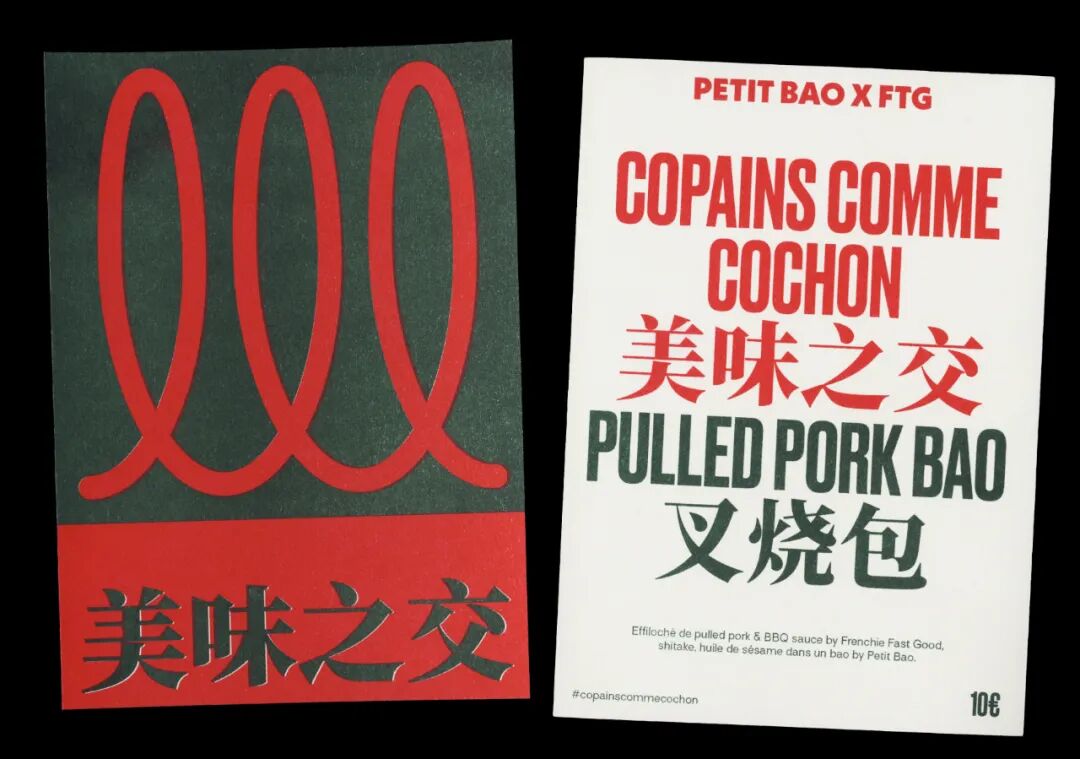 美味之交
PETIT BAO X FTG
COPAINS COMME
COCHON
美味之交
PULLED PORK BAO
叉烧包
Effiloché de pulled pork & BBQ sauce by Frenchie Fast Good,
shitake, huile de sésame dans un bao by Petit Bao.
#copainscommecochon
10€